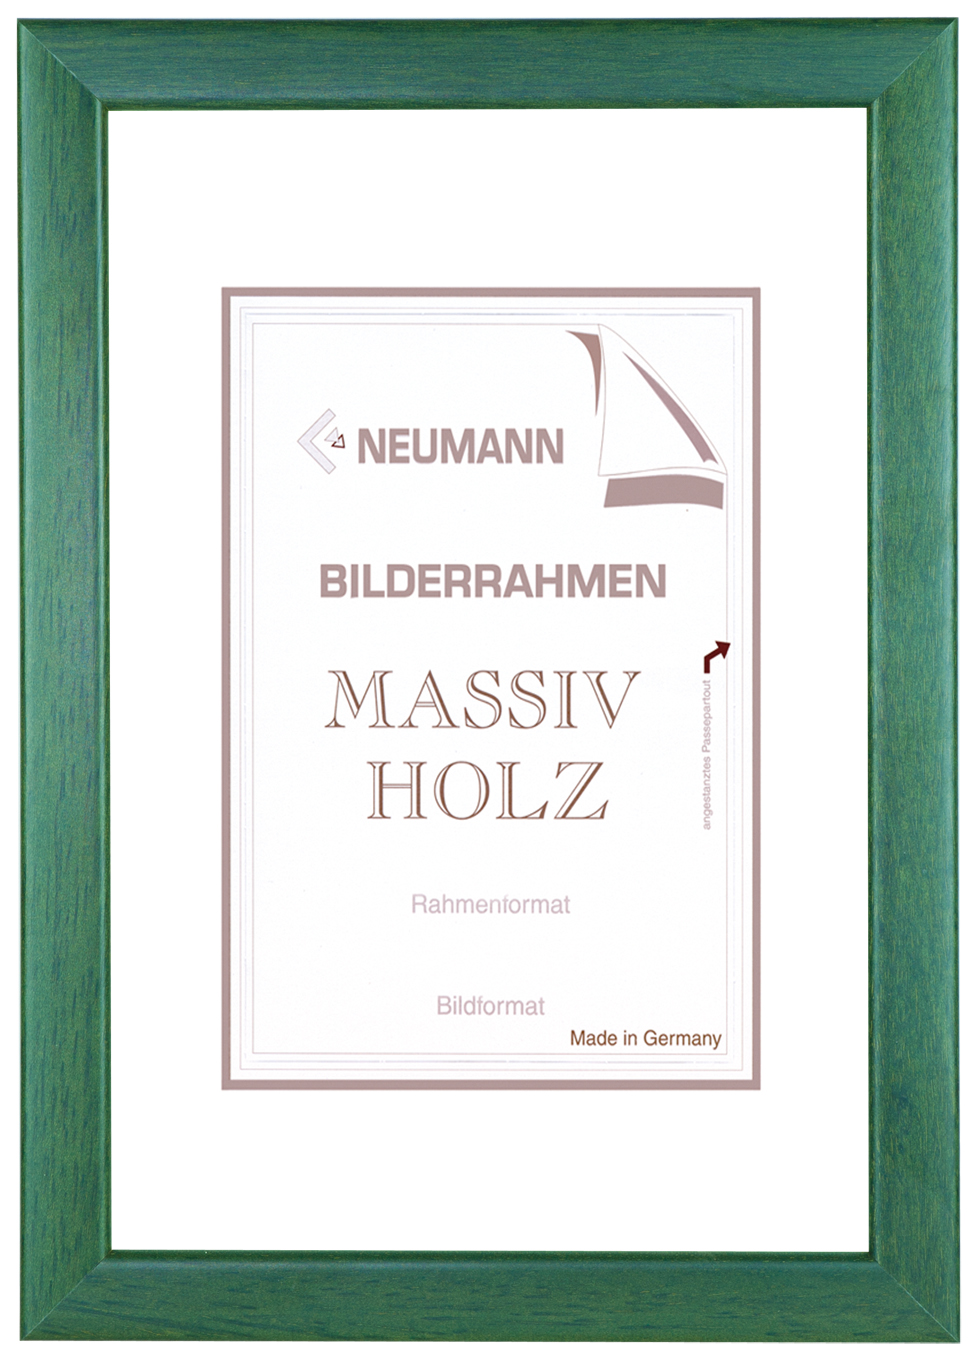 NEUMANN
BILDERRAHMEN
MASSIV
HOLZ
angestanztes Passepartout
Rahmenformat
Bildformat
Made in Germany